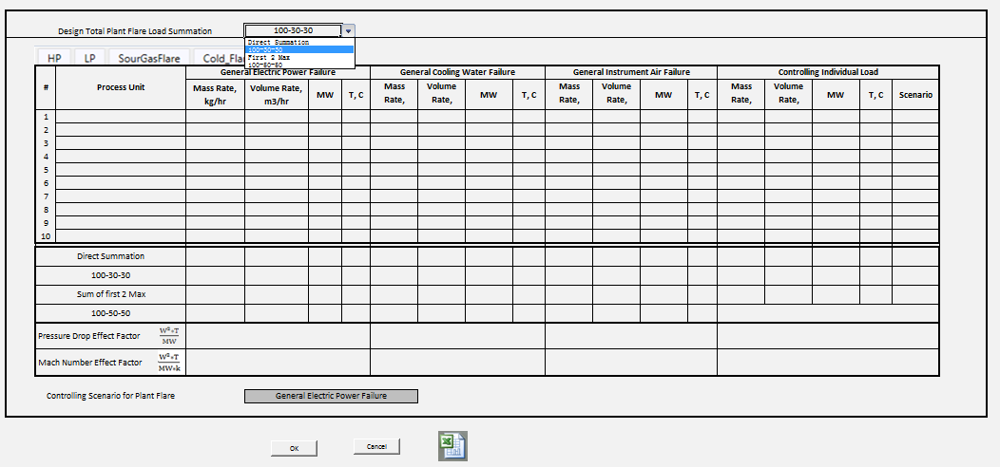 Design Total Plant Flare Load Summation 100-30-30
Direct Summation
100-30-30
First 2 Max
100-50-50
HP LP SourGasFlare Cold_Fla
General Electric Power Failure General Cooling Water Failure General Instrument Air Failure Controlling Individual Load
# Process Unit Mass Rate, kg/hr Volume Rate, m3/hr MW T, C Mass Rate, Volume Rate, MW T, C Mass Rate, Volume Rate, MW T, C Mass Rate, Volume Rate, MW T, C Scenario
1
2
3
4
5
6
7
8
9
10
Direct Summation
100-30-30
Sum of first 2 Max
100-50-50
Pressure Drop Effect Factor W²*T
MW
Mach Number Effect Factor W²*T
MW*k
Controlling Scenario for Plant Flare General Electric Power Failure
OK Cancel